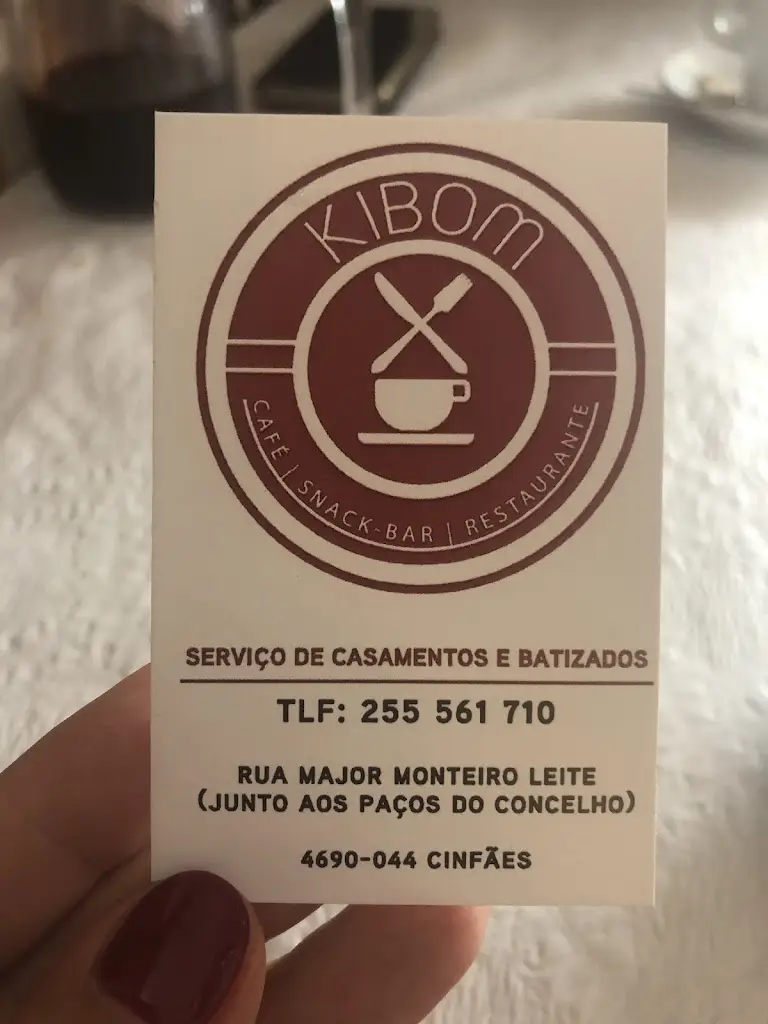 KIBOM
CAFÉ | SNACK-BAR | RESTAURANTE
SERVIÇO DE CASAMENTOS E BATIZADOS
TLF: 255 561 710
RUA MAJOR MONTEIRO LEITE
(JUNTO AOS PAÇOS DO CONCELHO)
4690-044 CINFÃES